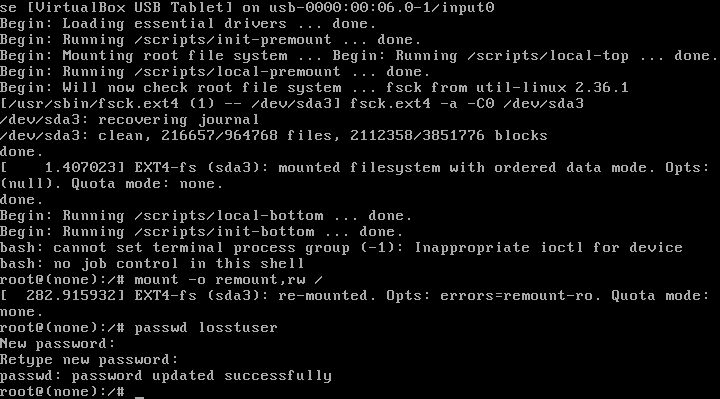 se [VirtualBox USB Tablet] on usb-0000:00:06.0-1/input0
Begin: Loading essential drivers ... done.
Begin: Running /scripts/init-premount ... done.
Begin: Mounting root file system ... Begin: Running /scripts/local-top ... done.
Begin: Running /scripts/local-premount ... done.
Begin: Will now check root file system ... fsck from util-linux 2.36.1
[/usr/sbin/fsck.ext4 (1) -- /dev/sda3] fsck.ext4 -a -C0 /dev/sda3
/dev/sda3: recovering journal
/dev/sda3: clean, 216657/964768 files, 2112358/3851776 blocks
done.
[    1.407023] EXT4-fs (sda3): mounted filesystem with ordered data mode. Opts:
(null). Quota mode: none.
done.
Begin: Running /scripts/local-bottom ... done.
Begin: Running /scripts/init-bottom ... done.
bash: cannot set terminal process group (-1): Inappropriate ioctl for device
bash: no job control in this shell
root@(none):/# mount -o remount,rw /
[  282.915932] EXT4-fs (sda3): re-mounted. Opts: errors=remount-ro. Quota mode:
none.
root@(none):/# passwd losstuser
New password:
Retype new password:
passwd: password updated successfully
root@(none):/# _